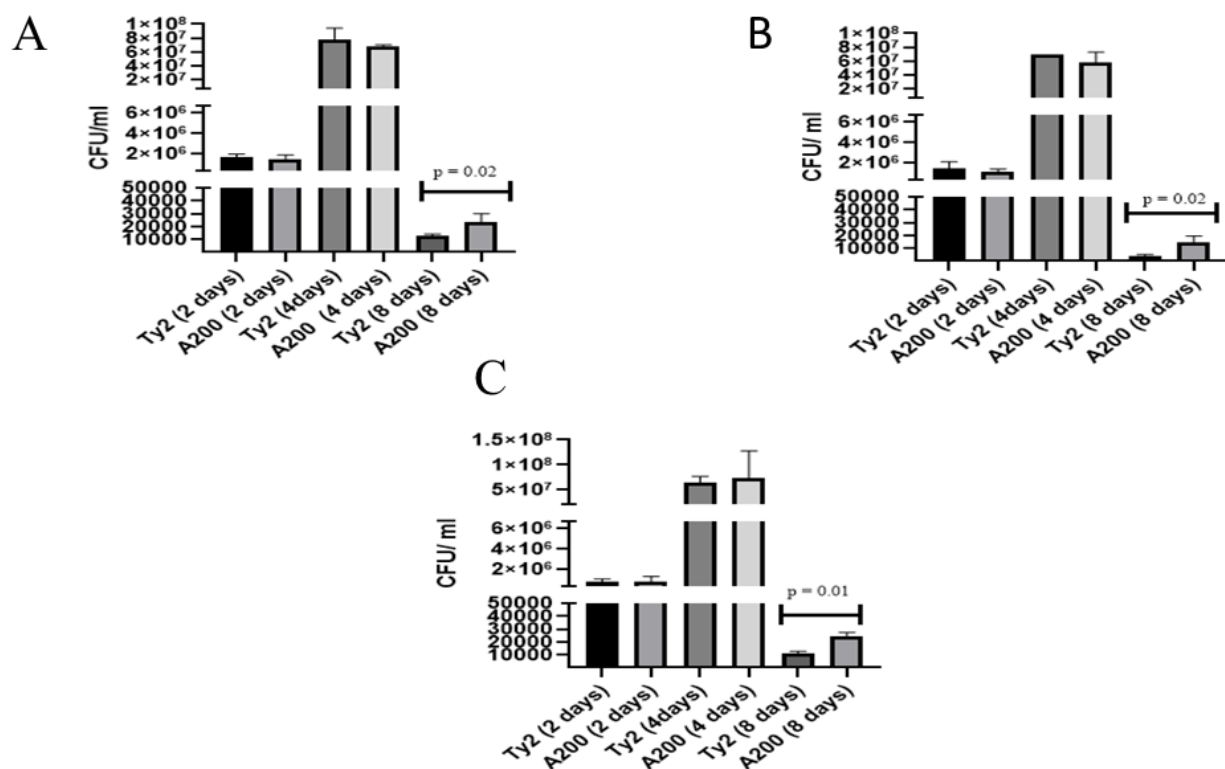 A
CFU/ml
1×10⁸
8×10⁷
6×10⁷
4×10⁷
2×10⁷
6×10⁶
4×10⁶
2×10⁶
50000
40000
30000
20000
10000
p = 0.02
Ty2 (2 days)
A200 (2 days)
Ty2 (4days)
A200 (4 days)
Ty2 (8 days)
A200 (8 days)
B
CFU/ ml
1×10⁸
8×10⁷
6×10⁷
4×10⁷
2×10⁷
6×10⁶
4×10⁶
2×10⁶
50000
40000
30000
20000
10000
p = 0.02
Ty2 (2 days)
A200 (2 days)
Ty2 (4days)
A200 (4 days)
Ty2 (8 days)
A200 (8 days)
C
CFU/ ml
1.5×10⁸
1×10⁸
5×10⁷
6×10⁶
4×10⁶
2×10⁶
50000
40000
30000
20000
10000
p = 0.01
Ty2 (2 days)
A200 (2 days)
Ty2 (4days)
A200 (4 days)
Ty2 (8 days)
A200 (8 days)